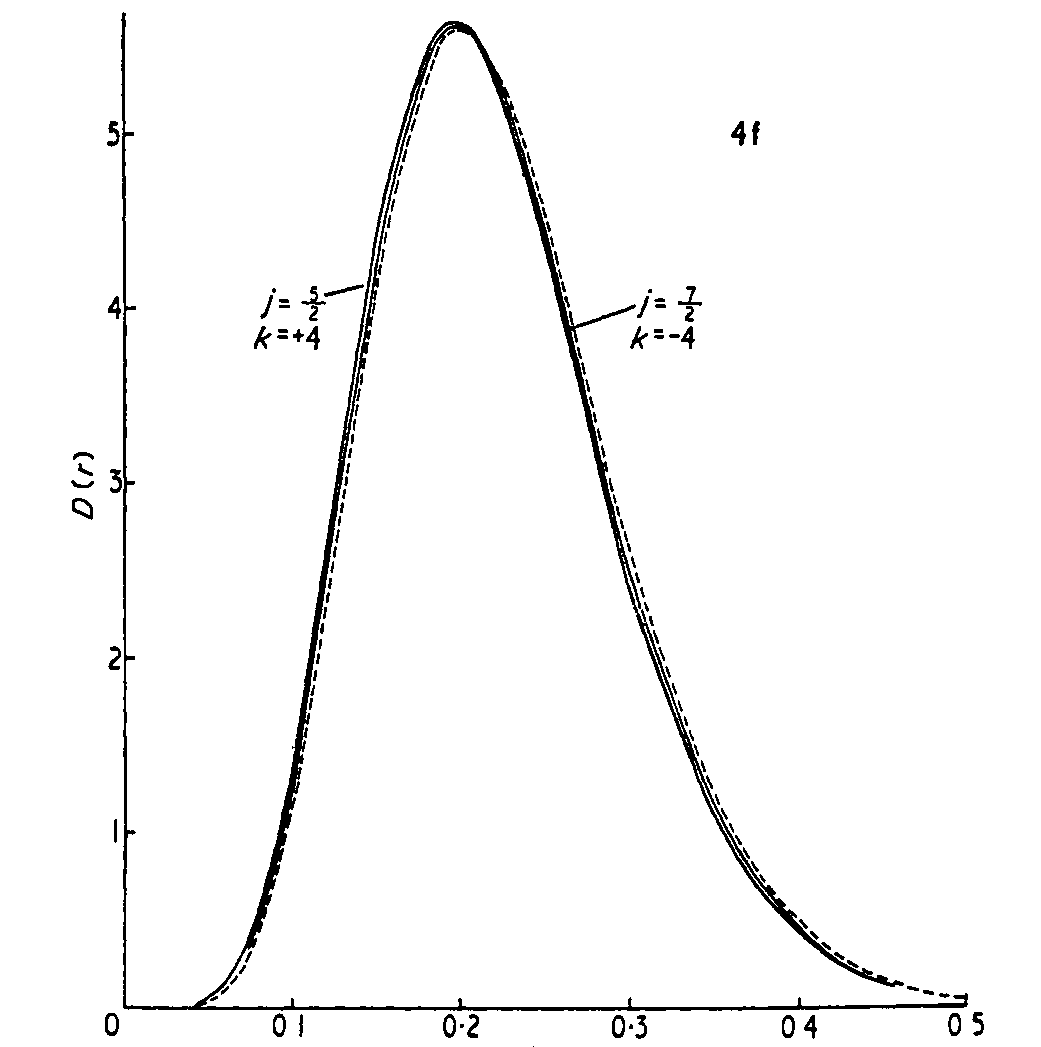 4f
5
j = 5/2
k = +4
j = 7/2
k = -4
4
D(r)
3
2
1
0 0 1 0·2 0·3 0·4 0 5